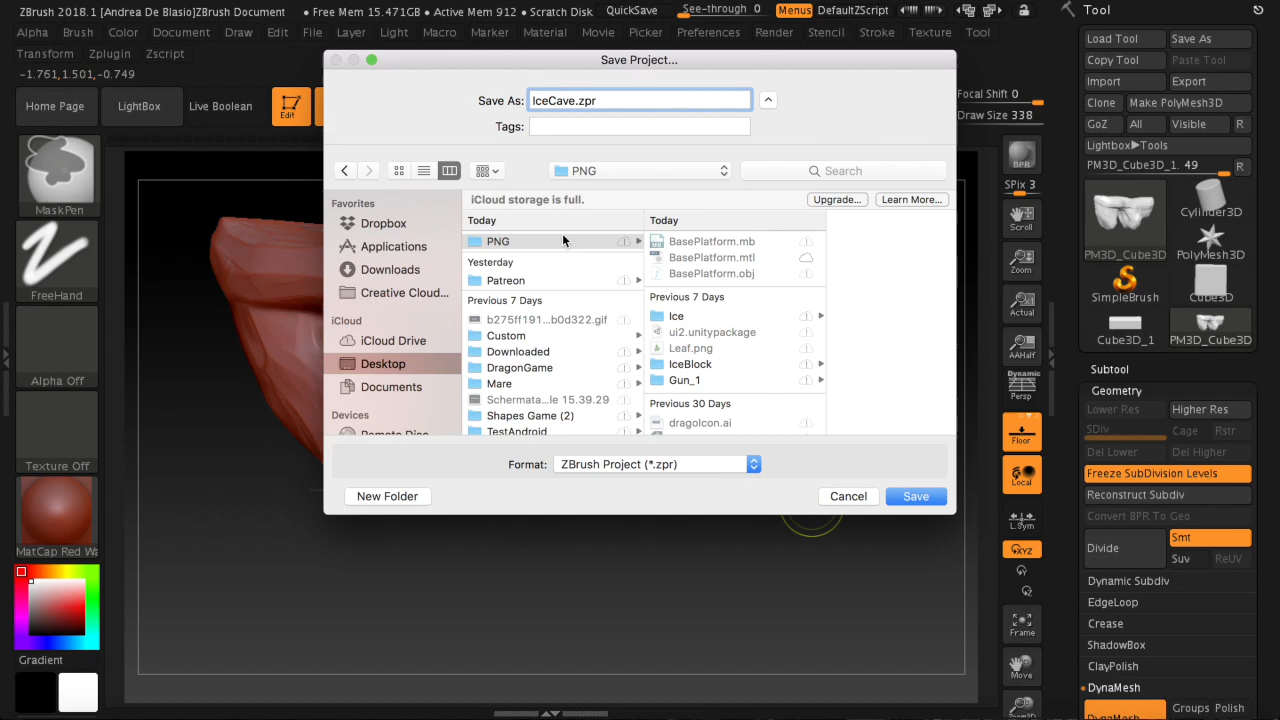 ZBrush 2018.1 [Andrea De Blasio]ZBrush Document • Free Mem 15.471GB • Active Mem 912 • Scratch Disk QuickSave See-through 0 Menus DefaultZScript Tool
Alpha Brush Color Document Draw Edit File Layer Light Macro Marker Material Movie Picker Preferences Render Stencil Stroke Texture Tool
Transform Zplugin Zscript
-1.761,1.501,-0.749
Home Page LightBox Live Boolean Edit
Focal Shift 0
Draw Size 338
Save Project...
Save As: IceCave.zpr
Tags:
PNG Search
iCloud storage is full. Upgrade... Learn More...
Favorites
Dropbox
Applications
Downloads
Creative Cloud...
iCloud
iCloud Drive
Desktop
Documents
Devices
Today
PNG
Yesterday
Patreon
Previous 7 Days
b275ff191...b0d322.gif
Custom
Downloaded
DragonGame
Mare
Schermata...le 15.39.29
Shapes Game (2)
TestAndroid
Today
BasePlatform.mb
BasePlatform.mtl
BasePlatform.obj
Previous 7 Days
Ice
ui2.unitypackage
Leaf.png
IceBlock
Gun_1
Previous 30 Days
dragoIcon.ai
Format: ZBrush Project (*.zpr)
New Folder Cancel Save
MaskPen
FreeHand
Alpha Off
Texture Off
MatCap Red Wa
Gradient
BPR
SPix 3
Scroll
Zoom
Actual
AAHalf
Dynamic
Persp
Floor
Local
L.Sym
XYZ
Frame
Move
Load Tool Save As
Copy Tool Paste Tool
Import Export
Clone Make PolyMesh3D
GoZ All Visible R
Lightbox▶Tools
PM3D_Cube3D_1. 49 R
Cylinder3D
PM3D_Cube3D PolyMesh3D
SimpleBrush Cube3D
Cube3D_1 PM3D_Cube3D
Subtool
Geometry
Lower Res Higher Res
SDiv Cage Rstr
Del Lower Del Higher
Freeze SubDivision Levels
Reconstruct Subdiv
Convert BPR To Geo
Divide Smt
Suv ReUV
Dynamic Subdiv
EdgeLoop
Crease
ShadowBox
ClayPolish
DynaMesh
DynaMesh Groups Polish